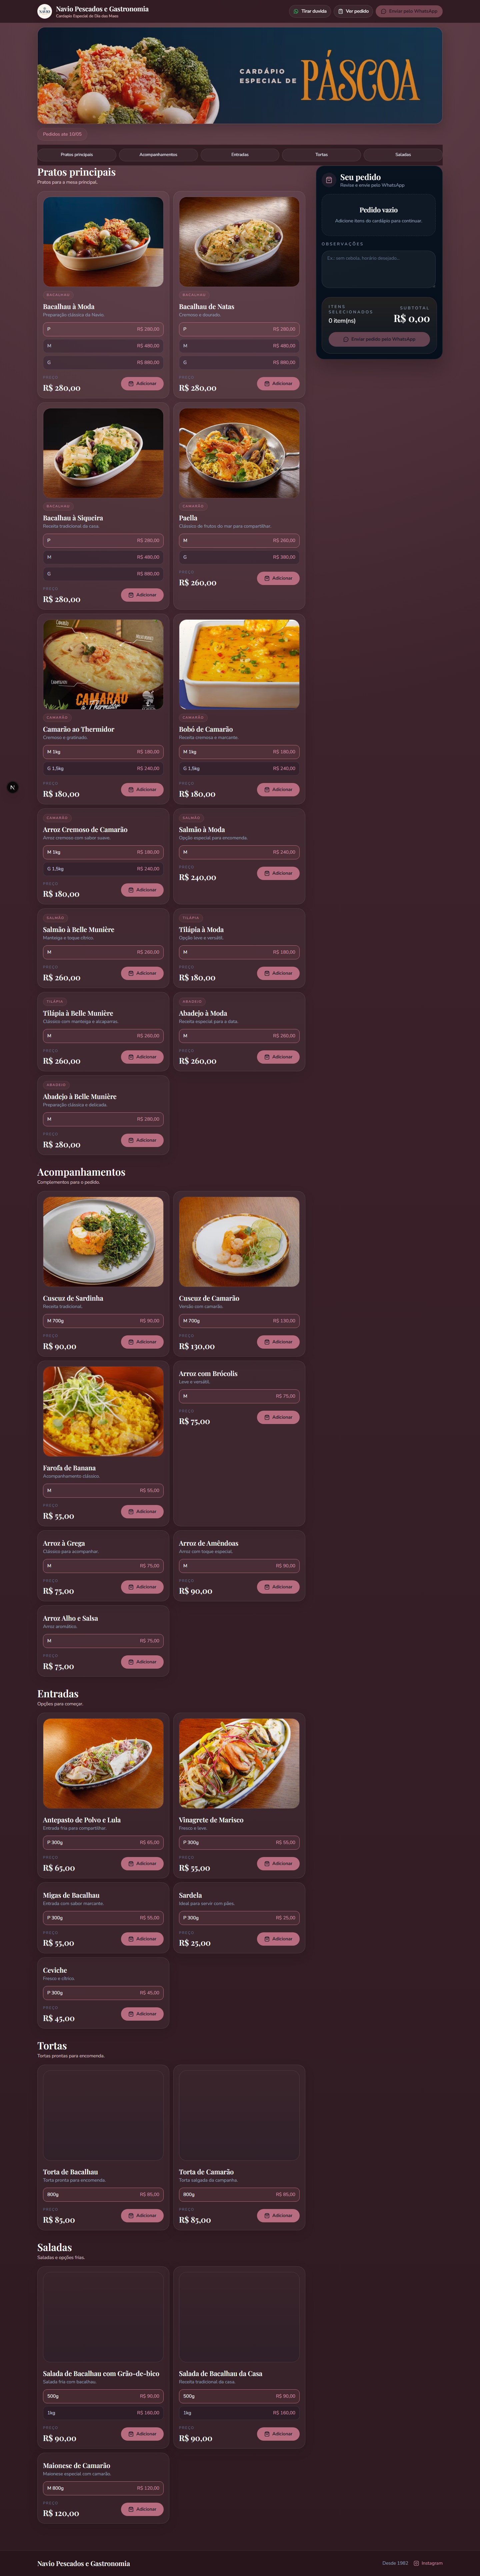 Navio Pescados e Gastronomia
Cardápio Especial de Dia das Maes
Tirar duvida
Ver pedido
Enviar pelo WhatsApp
CARDÁPIO
ESPECIAL DE
PÁSCOA
Pedidos ate 10/05
Pratos principais
Acompanhamentos
Entradas
Tortas
Saladas
Pratos principais
Pratos para a mesa principal.
BACALHAU
Bacalhau à Moda
Preparação clássica do Navio.
P R$ 280,00
M R$ 480,00
G R$ 880,00
PREÇO
R$ 280,00
Adicionar
BACALHAU
Bacalhau de Natas
Cremoso e dourado.
P R$ 280,00
M R$ 480,00
G R$ 880,00
PREÇO
R$ 280,00
Adicionar
Seu pedido
Revise e envie pelo WhatsApp
Pedido vazio
Adicione itens do cardápio para continuar.
OBSERVAÇÕES
Ex.: sem cebola, horário desejado...
ITENS
SELECIONADOS
0 item(ns)
SUBTOTAL
R$ 0,00
Enviar pedido pelo WhatsApp
BACALHAU
Bacalhau à Siqueira
Receita tradicional da casa.
P R$ 280,00
M R$ 480,00
G R$ 880,00
PREÇO
R$ 280,00
Adicionar
CAMARÃO
Paella
Clássico de frutos do mar para compartilhar.
M R$ 260,00
G R$ 390,00
PREÇO
R$ 260,00
Adicionar
CAMARÃO
Thermidor
CAMARÃO
Camarão ao Thermidor
Cremoso e gratinado.
M 1kg R$ 180,00
G 1,5kg R$ 240,00
PREÇO
R$ 180,00
Adicionar
CAMARÃO
Bobó de Camarão
Receita cremosa e marcante.
M 1kg R$ 180,00
G 1,5kg R$ 240,00
PREÇO
R$ 180,00
Adicionar
CAMARÃO
Arroz Cremoso de Camarão
Arroz cremoso com sabor suave.
M 1kg R$ 180,00
G 1,5kg R$ 240,00
PREÇO
R$ 180,00
Adicionar
SALMÃO
Salmão à Moda
Opção especial para encomenda.
M R$ 240,00
PREÇO
R$ 240,00
Adicionar
SALMÃO
Salmão à Belle Munière
Manteiga e toque cítrico.
M R$ 260,00
PREÇO
R$ 260,00
Adicionar
TILÁPIA
Tilápia à Moda
Opção leve e versátil.
M R$ 180,00
PREÇO
R$ 180,00
Adicionar
TILÁPIA
Tilápia à Belle Munière
Clássico com manteiga e alcaparras.
M R$ 260,00
PREÇO
R$ 260,00
Adicionar
ABADEJO
Abadejo à Moda
Receita especial para a data.
M R$ 260,00
PREÇO
R$ 260,00
Adicionar
ABADEJO
Abadejo à Belle Munière
Preparação clássica e delicada.
M R$ 280,00
PREÇO
R$ 280,00
Adicionar
Acompanhamentos
Complementos para o pedido.
Cuscuz de Sardinha
Receita tradicional.
M 700g R$ 90,00
PREÇO
R$ 90,00
Adicionar
Cuscuz de Camarão
Versão com camarão.
M 700g R$ 130,00
PREÇO
R$ 130,00
Adicionar
Farofa de Banana
Acompanhamento clássico.
M R$ 55,00
PREÇO
R$ 55,00
Adicionar
Arroz com Brócolis
Leve e versátil.
M R$ 75,00
PREÇO
R$ 75,00
Adicionar
Arroz à Grega
Clássico para acompanhar.
M R$ 75,00
PREÇO
R$ 75,00
Adicionar
Arroz de Amêndoas
Arroz com toque especial.
M R$ 90,00
PREÇO
R$ 90,00
Adicionar
Arroz Alho e Salsa
Arroz aromático.
M R$ 75,00
PREÇO
R$ 75,00
Adicionar
Entradas
Opções para começar.
Antepasto de Polvo e Lula
Entrada fria para compartilhar.
P 300g R$ 65,00
PREÇO
R$ 65,00
Adicionar
Vinagrete de Marisco
Fresco e leve.
P 300g R$ 55,00
PREÇO
R$ 55,00
Adicionar
Migas de Bacalhau
Entrada com sabor marcante.
P 300g R$ 55,00
PREÇO
R$ 55,00
Adicionar
Sardela
Ideal para servir com pães.
P 300g R$ 25,00
PREÇO
R$ 25,00
Adicionar
Ceviche
Fresco e cítrico.
P 300g R$ 45,00
PREÇO
R$ 45,00
Adicionar
Tortas
Tortas prontas para encomenda.
Torta de Bacalhau
Torta pronta para encomenda.
800g R$ 85,00
PREÇO
R$ 85,00
Adicionar
Torta de Camarão
Torta salgada da campanha.
800g R$ 85,00
PREÇO
R$ 85,00
Adicionar
Saladas
Saladas e opções frias.
Salada de Bacalhau com Grão-de-bico
Salada fria com bacalhau.
500g R$ 90,00
1kg R$ 160,00
PREÇO
R$ 90,00
Adicionar
Salada de Bacalhau da Casa
Receita tradicional da casa.
500g R$ 90,00
1kg R$ 160,00
PREÇO
R$ 90,00
Adicionar
Maionese de Camarão
Maionese especial com camarão.
M 800g R$ 120,00
PREÇO
R$ 120,00
Adicionar
Navio Pescados e Gastronomia
Desde 1982
Instagram